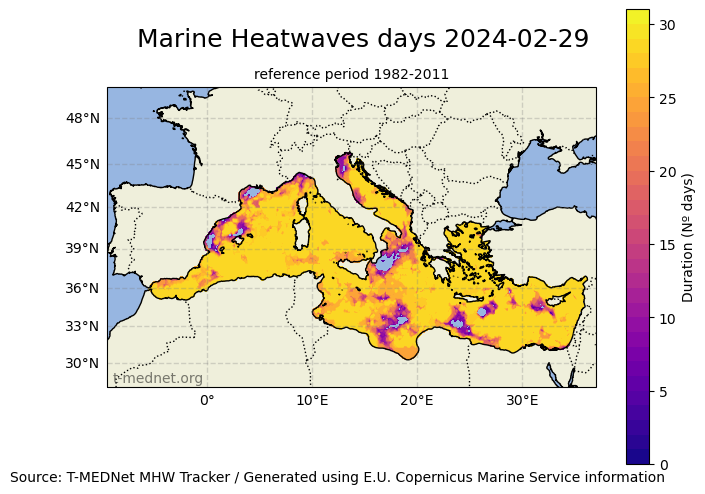 Marine Heatwaves days 2024-02-29
reference period 1982-2011
48°N
45°N
42°N
39°N
36°N
33°N
30°N
t-mednet.org
0°
10°E
20°E
30°E
30
25
20
15
10
5
0
Duration (Nº days)
Source: T-MEDNet MHW Tracker / Generated using E.U. Copernicus Marine Service information